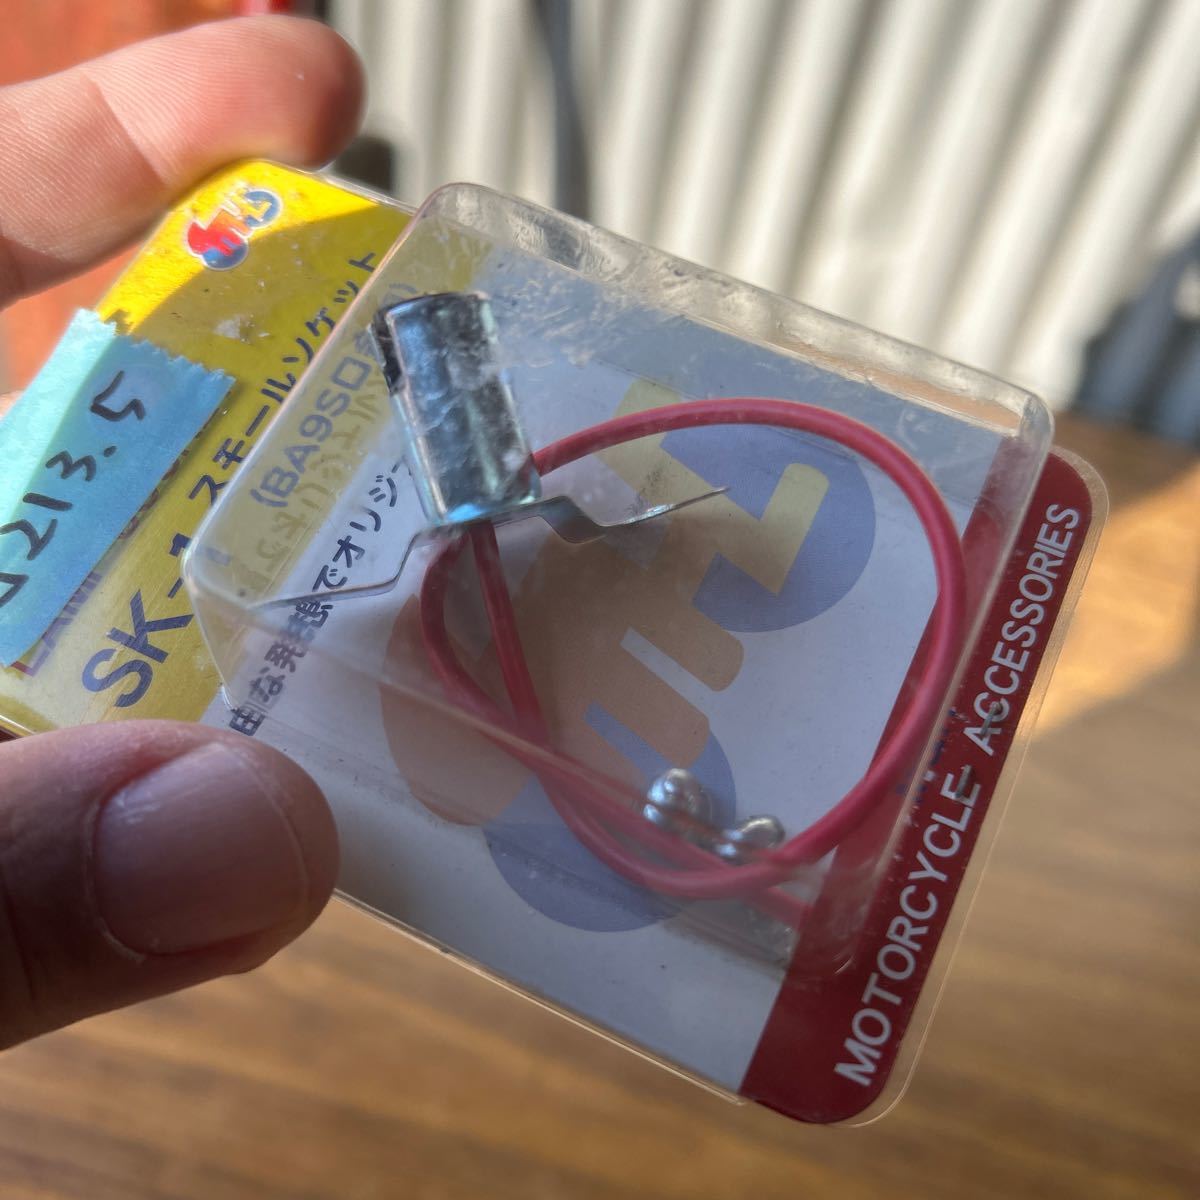 SK-1 スモールソケット
(BA9S口金用)
由な発想でオリジ
213.5
MOTORCYCLE ACCESSORIES